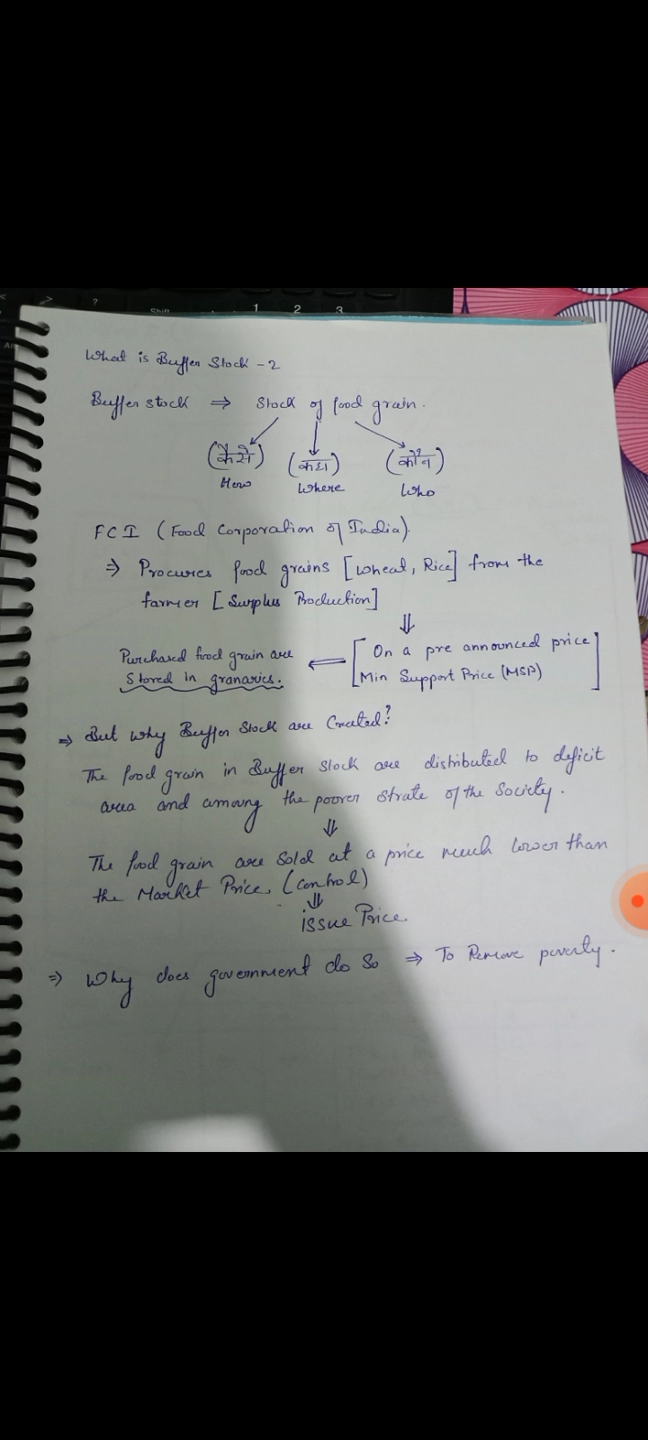 What is Buffer Stock - 2
Buffer stock ⇒ Stock of food grain.
(कैसे) (कहा) (कौन)
How Where Who
FCI (Food Corporation of India)
⇒ Procures food grains [Wheat, Rice] from the
farmer [Surplus Production]
⇓
Purchased food grain are ⇐ [On a pre announced price
Stored in granaries. Min Support Price (MSP)]
⇒ But why Buffer Stock are Created?
The food grain in Buffer Stock are distributed to deficit
area and amoung the poorer strate of the Society.
⇓
The food grain are Sold at a price much lower than
the Market Price. (control)
⇓
issue Price.
⇒ Why does government do So ⇒ To Remove poverty.